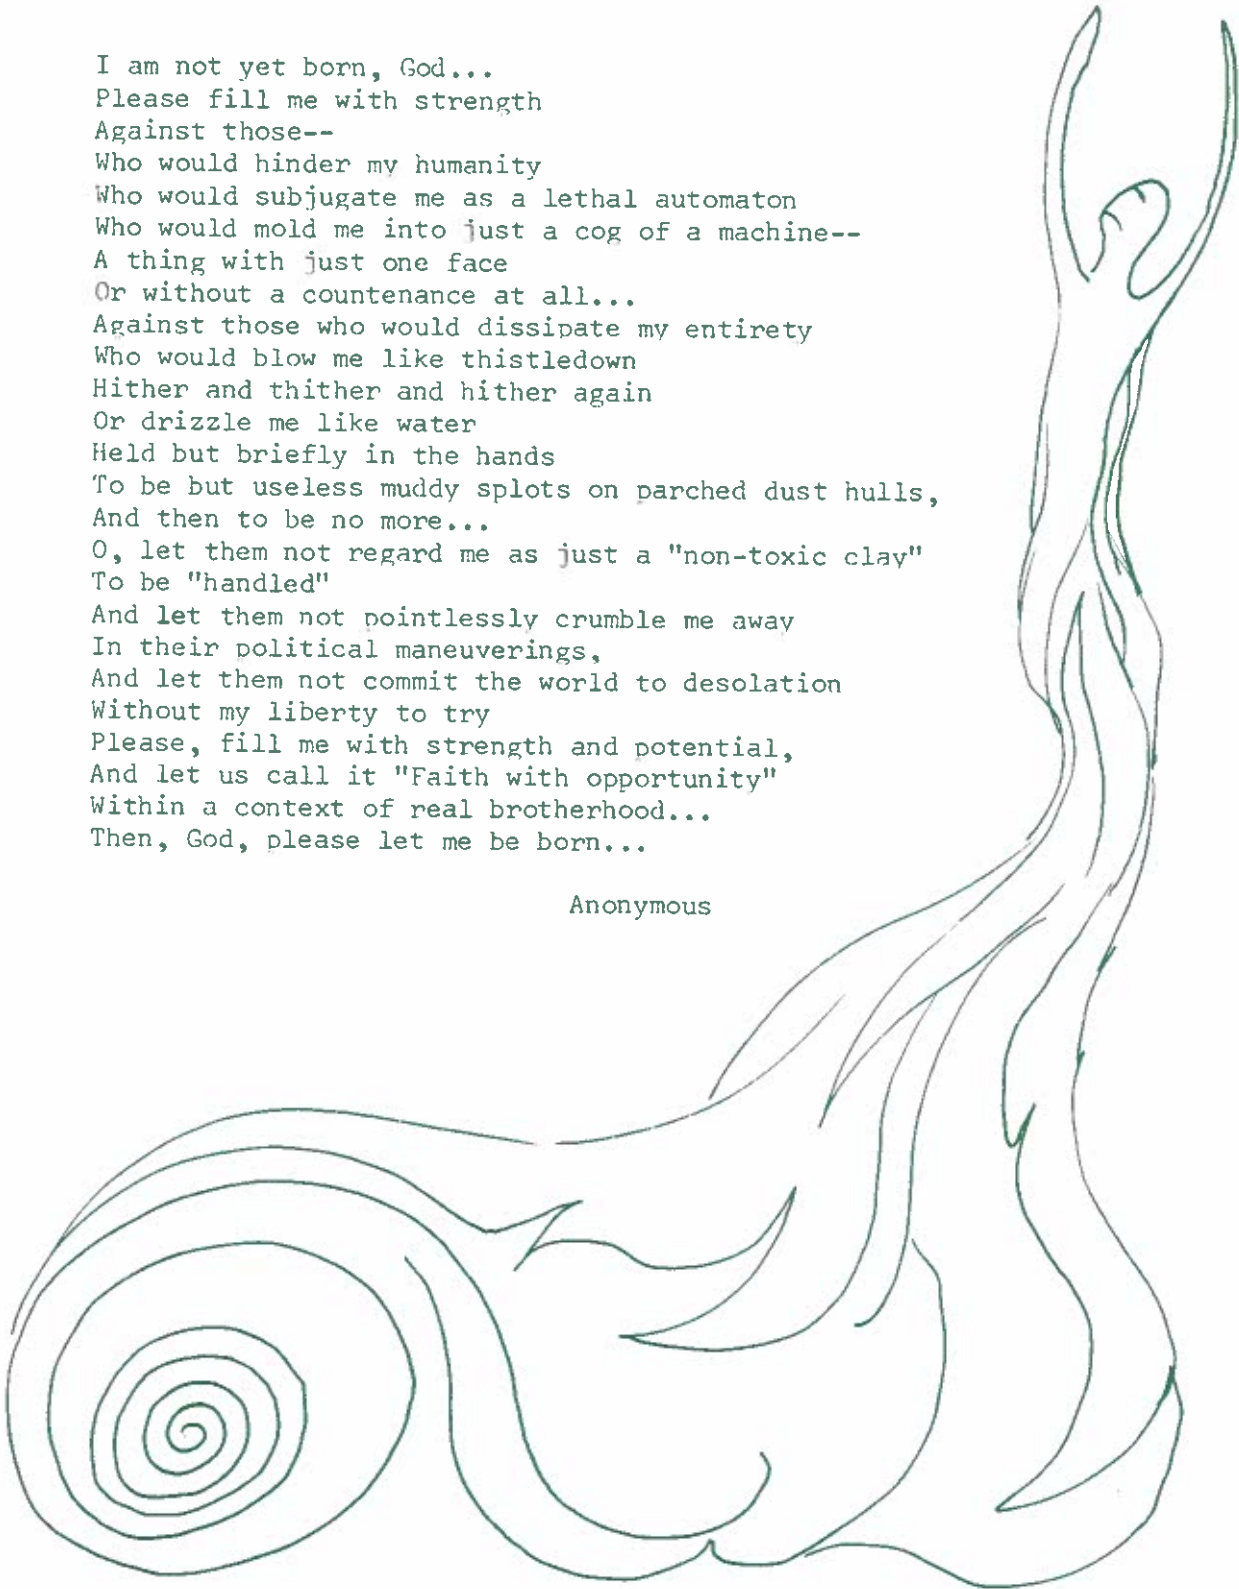 I am not yet born, God...
Please fill me with strength
Against those--
Who would hinder my humanity
Who would subjugate me as a lethal automaton
Who would mold me into just a cog of a machine--
A thing with just one face
Or without a countenance at all...
Against those who would dissipate my entirety
Who would blow me like thistledown
Hither and thither and hither again
Or drizzle me like water
Held but briefly in the hands
To be but useless muddy splots on parched dust hulls,
And then to be no more...
O, let them not regard me as just a "non-toxic clay"
To be "handled"
And let them not pointlessly crumble me away
In their political maneuverings,
And let them not commit the world to desolation
Without my liberty to try
Please, fill me with strength and potential,
And let us call it "Faith with opportunity"
Within a context of real brotherhood...
Then, God, please let me be born...
Anonymous